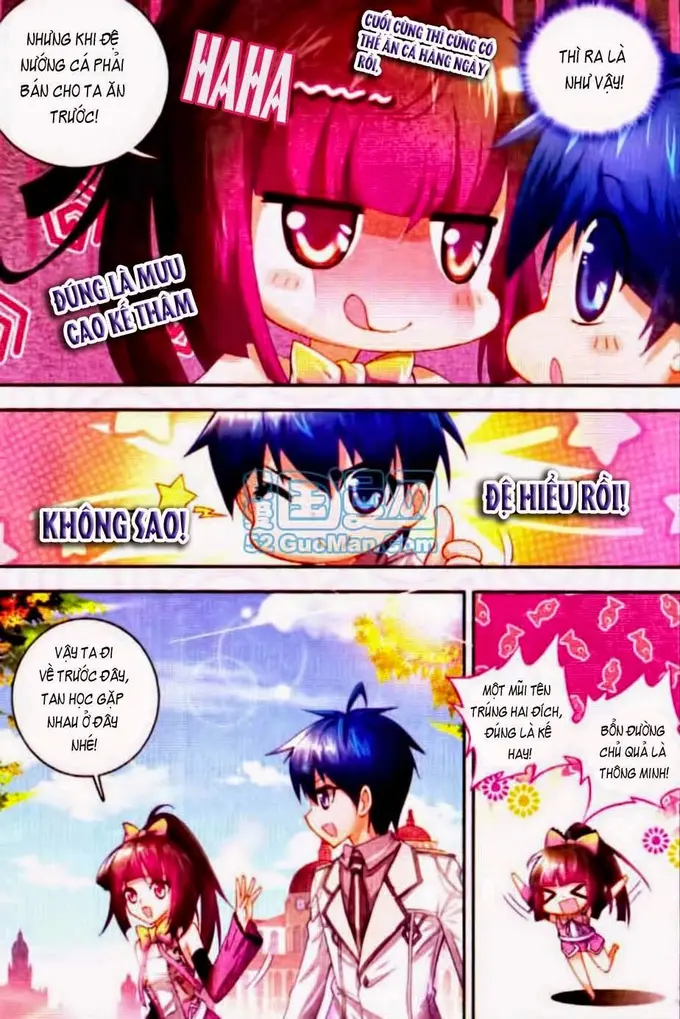 NHƯNG KHI ĐỆ
NƯỚNG CÁ PHẢI
BÁN CHO TA ĂN
TRƯỚC!
HAHA
CUỐI CÙNG THÌ CŨNG CÓ
THỂ ĂN CÁ HÀNG NGÀY
RỒI.
THÌ RA LÀ
NHƯ VẬY!
ĐÚNG LÀ MƯU
CAO KẾ THÂM
KHÔNG SAO!
ĐỆ HIỂU RỒI!
52GuoMan.Com
VẬY TA ĐI
VỀ TRƯỚC ĐÂY,
TAN HỌC GẶP
NHAU Ở ĐÂY
NHÉ!
MỘT MŨI TÊN
TRÚNG HAI ĐÍCH,
ĐÚNG LÀ KẾ
HAY!
BỔN ĐƯỜNG
CHỦ QUẢ LÀ
THÔNG MINH!